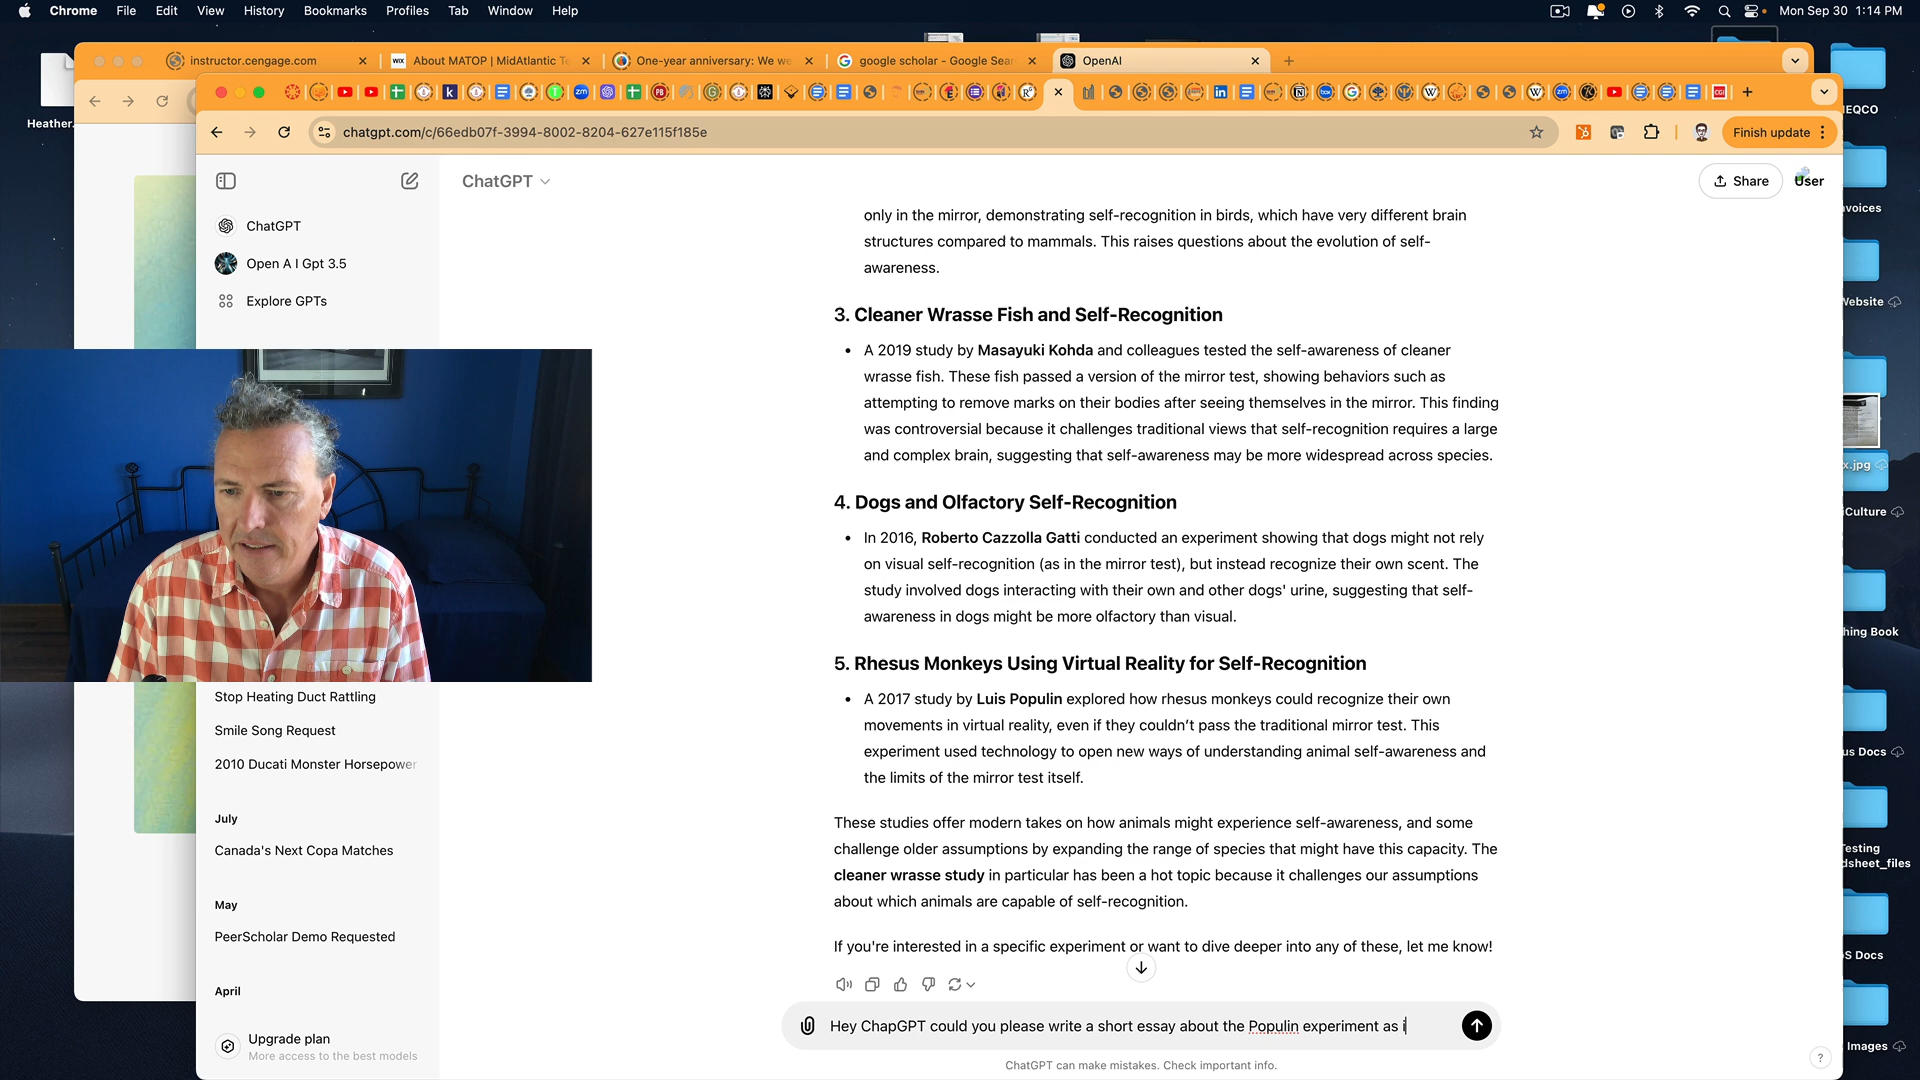 Chrome File Edit View History Bookmarks Profiles Tab Window Help
Mon Sep 30 1:14 PM
instructor.cengage.com
WIX About MATOP | MidAtlantic Te
One-year anniversary: We we
google scholar - Google Sear
OpenAI
chatgpt.com/c/66edb07f-3994-8002-8204-627e115f185e
Finish update
Heather.
ChatGPT
Share
User
ChatGPT
Open A I Gpt 3.5
Explore GPTs
only in the mirror, demonstrating self-recognition in birds, which have very different brain
structures compared to mammals. This raises questions about the evolution of self-
awareness.
3. Cleaner Wrasse Fish and Self-Recognition
• A 2019 study by Masayuki Kohda and colleagues tested the self-awareness of cleaner
wrasse fish. These fish passed a version of the mirror test, showing behaviors such as
attempting to remove marks on their bodies after seeing themselves in the mirror. This finding
was controversial because it challenges traditional views that self-recognition requires a large
and complex brain, suggesting that self-awareness may be more widespread across species.
4. Dogs and Olfactory Self-Recognition
• In 2016, Roberto Cazzolla Gatti conducted an experiment showing that dogs might not rely
on visual self-recognition (as in the mirror test), but instead recognize their own scent. The
study involved dogs interacting with their own and other dogs' urine, suggesting that self-
awareness in dogs might be more olfactory than visual.
5. Rhesus Monkeys Using Virtual Reality for Self-Recognition
• A 2017 study by Luis Populin explored how rhesus monkeys could recognize their own
movements in virtual reality, even if they couldn't pass the traditional mirror test. This
experiment used technology to open new ways of understanding animal self-awareness and
the limits of the mirror test itself.
These studies offer modern takes on how animals might experience self-awareness, and some
challenge older assumptions by expanding the range of species that might have this capacity. The
cleaner wrasse study in particular has been a hot topic because it challenges our assumptions
about which animals are capable of self-recognition.
If you're interested in a specific experiment or want to dive deeper into any of these, let me know!
Stop Heating Duct Rattling
Smile Song Request
2010 Ducati Monster Horsepower
July
Canada's Next Copa Matches
May
PeerScholar Demo Requested
April
Upgrade plan
More access to the best models
Hey ChapGPT could you please write a short essay about the Populin experiment as i
ChatGPT can make mistakes. Check important info.
?
IEQCO
voices
Website
x.jpg
iCulture
hing Book
us Docs
Testing
dsheet_files
S Docs
Images